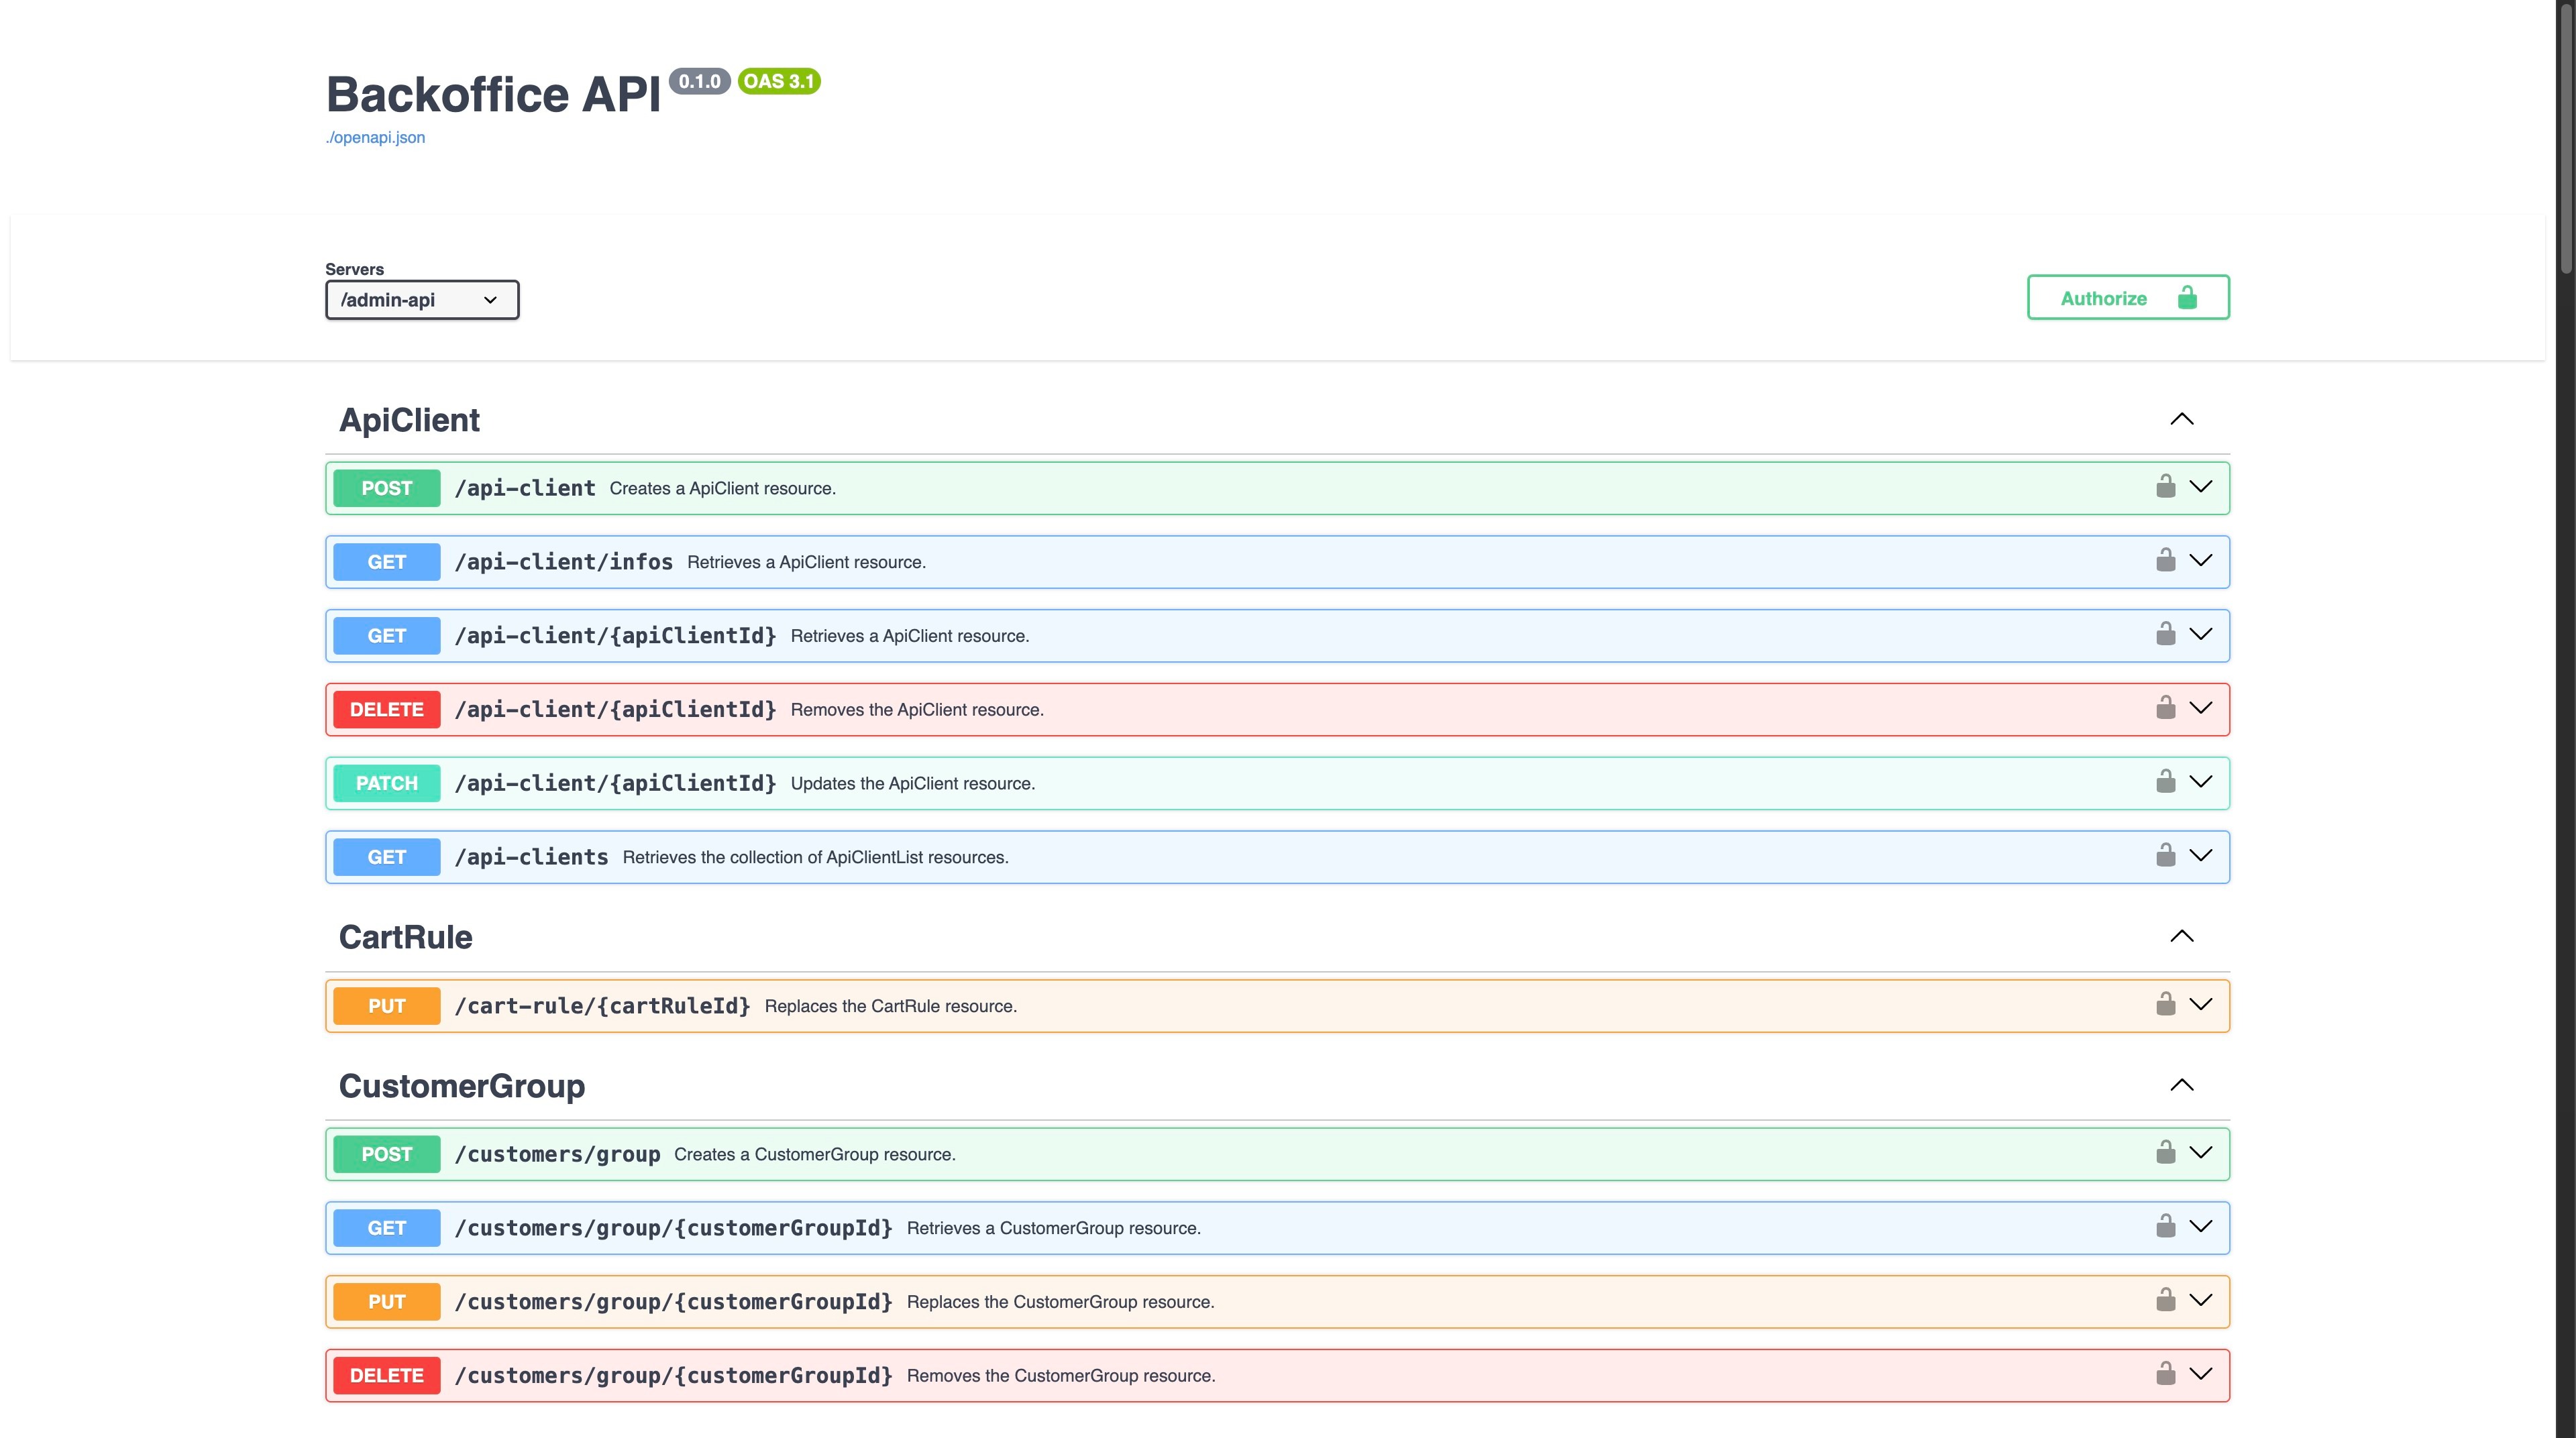 Backoffice API 0.1.0 OAS 3.1
./openapi.json
Servers
/admin-api
Authorize
ApiClient
POST /api-client Creates a ApiClient resource.
GET /api-client/infos Retrieves a ApiClient resource.
GET /api-client/{apiClientId} Retrieves a ApiClient resource.
DELETE /api-client/{apiClientId} Removes the ApiClient resource.
PATCH /api-client/{apiClientId} Updates the ApiClient resource.
GET /api-clients Retrieves the collection of ApiClientList resources.
CartRule
PUT /cart-rule/{cartRuleId} Replaces the CartRule resource.
CustomerGroup
POST /customers/group Creates a CustomerGroup resource.
GET /customers/group/{customerGroupId} Retrieves a CustomerGroup resource.
PUT /customers/group/{customerGroupId} Replaces the CustomerGroup resource.
DELETE /customers/group/{customerGroupId} Removes the CustomerGroup resource.